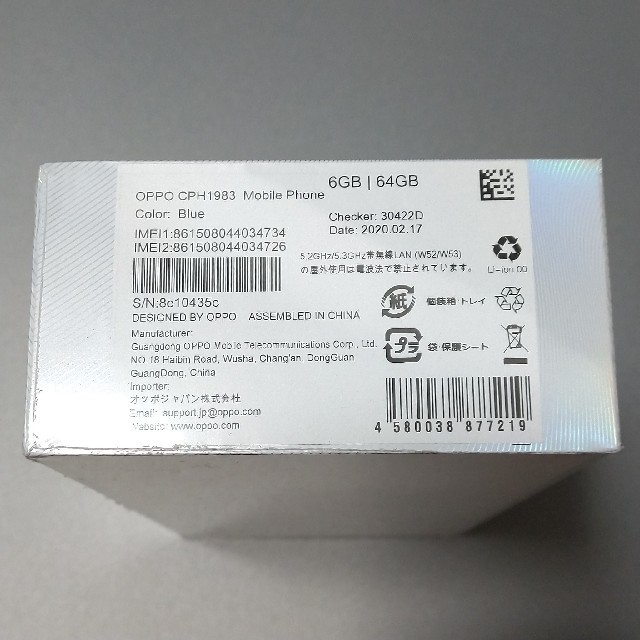 6GB | 64GB
OPPO CPH1983 Mobile Phone
Color: Blue
Checker: 30422D
Date: 2020.02.17
IMEI1:861508044034734
IMEI2:861508044034726
5.2GHz/5.3GHz帯無線LAN (W52/W53)
の屋外使用は電波法で禁止されています。
Li-ion 00
S/N:8c10435c
紙 個装箱・トレイ
DESIGNED BY OPPO ASSEMBLED IN CHINA
プラ 袋・保護シート
Manufacturer:
Guangdong OPPO Mobile Telecommunications Corp., Ltd.
NO.18 Haibin Road, Wusha, Chang'an, DongGuan
GuangDong, China
Importer:
オッポジャパン株式会社
Email: support.jp@oppo.com
Website: www.oppo.com
4 580038 877219